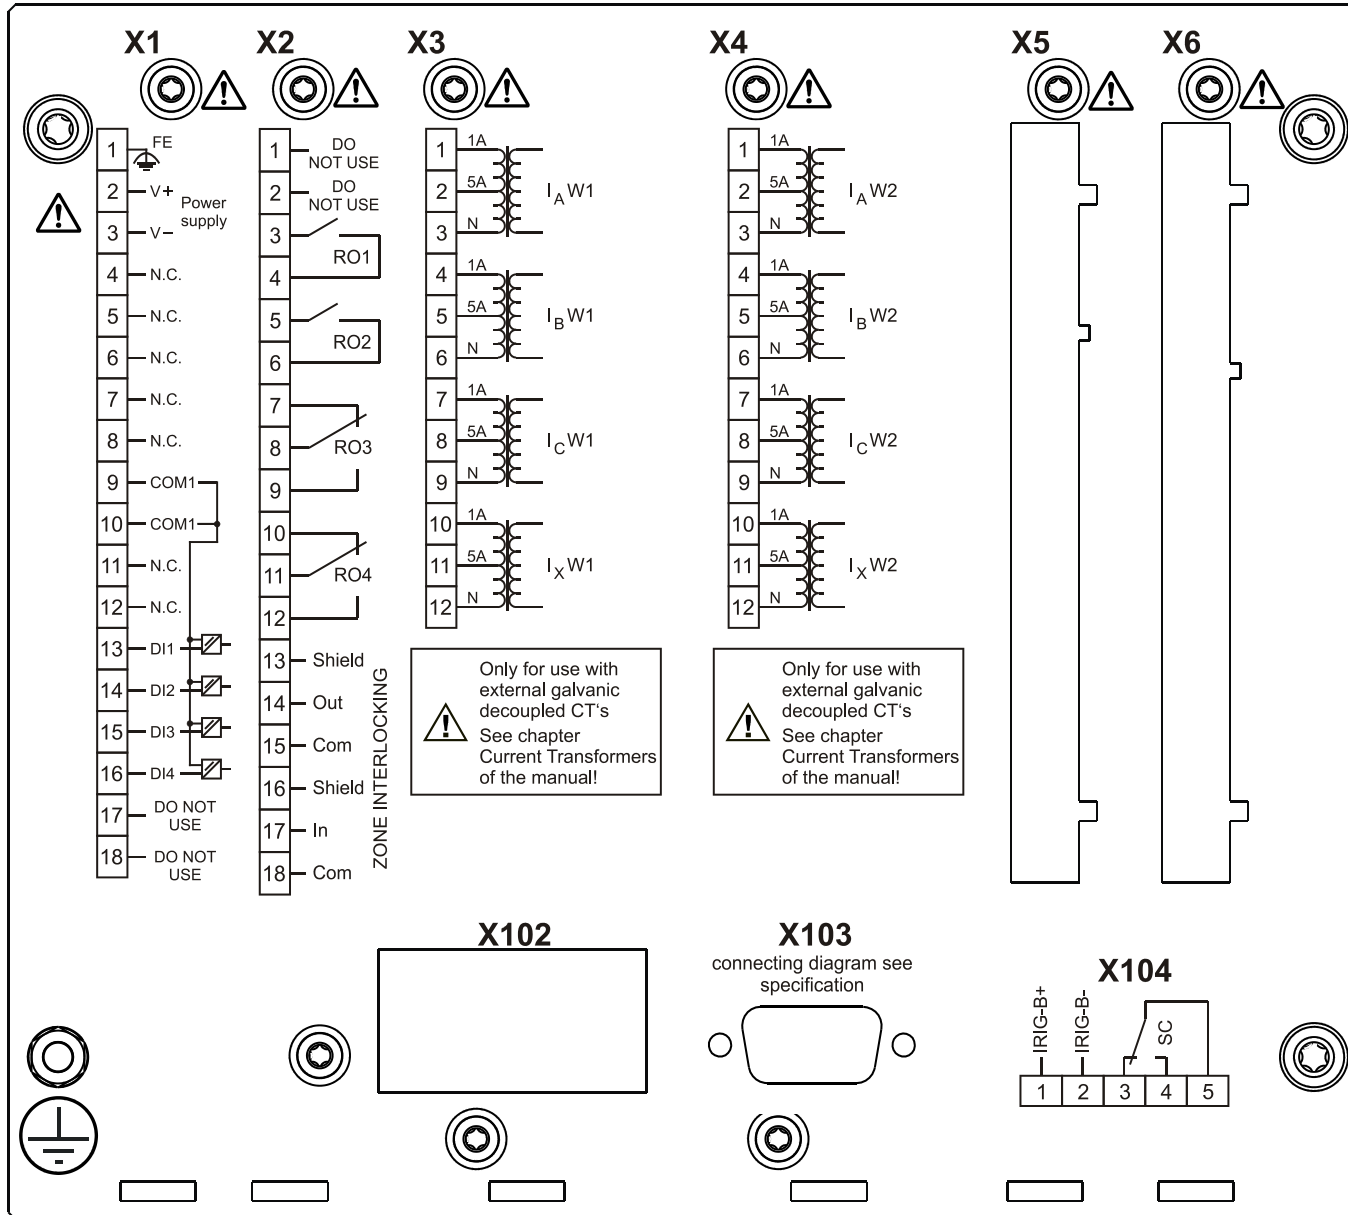 X1
X2
X3
X4
X5
X6
1 FE
2 V+
3 V−
Power
supply
4 N.C.
5 N.C.
6 N.C.
7 N.C.
8 N.C.
9 COM1
10 COM1
11 N.C.
12 N.C.
13 DI1
14 DI2
15 DI3
16 DI4
17 DO NOT
USE
18 DO NOT
USE
1 DO
NOT USE
2 DO
NOT USE
3
RO1
4
5
RO2
6
7
8 RO3
9
10
11 RO4
12
13 Shield
14 Out
15 Com
16 Shield
17 In
18 Com
ZONE INTERLOCKING
1 1A
2 5A IA W1
3 N
4 1A
5 5A IB W1
6 N
7 1A
8 5A IC W1
9 N
10 1A
11 5A IX W1
12 N
Only for use with
external galvanic
decoupled CT‘s
See chapter
Current Transformers
of the manual!
1 1A
2 5A IA W2
3 N
4 1A
5 5A IB W2
6 N
7 1A
8 5A IC W2
9 N
10 1A
11 5A IX W2
12 N
Only for use with
external galvanic
decoupled CT‘s
See chapter
Current Transformers
of the manual!
X102
X103
connecting diagram see
specification
X104
IRIG-B+
IRIG-B-
SC
1 2 3 4 5